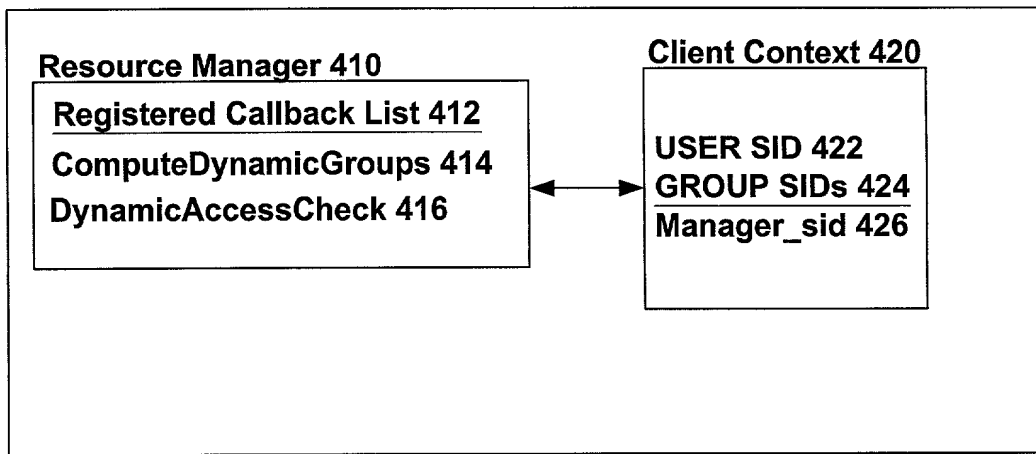 Resource Manager 410
Registered Callback List 412
ComputeDynamicGroups 414
DynamicAccessCheck 416
Client Context 420
USER SID 422
GROUP SIDs 424
Manager_sid 426